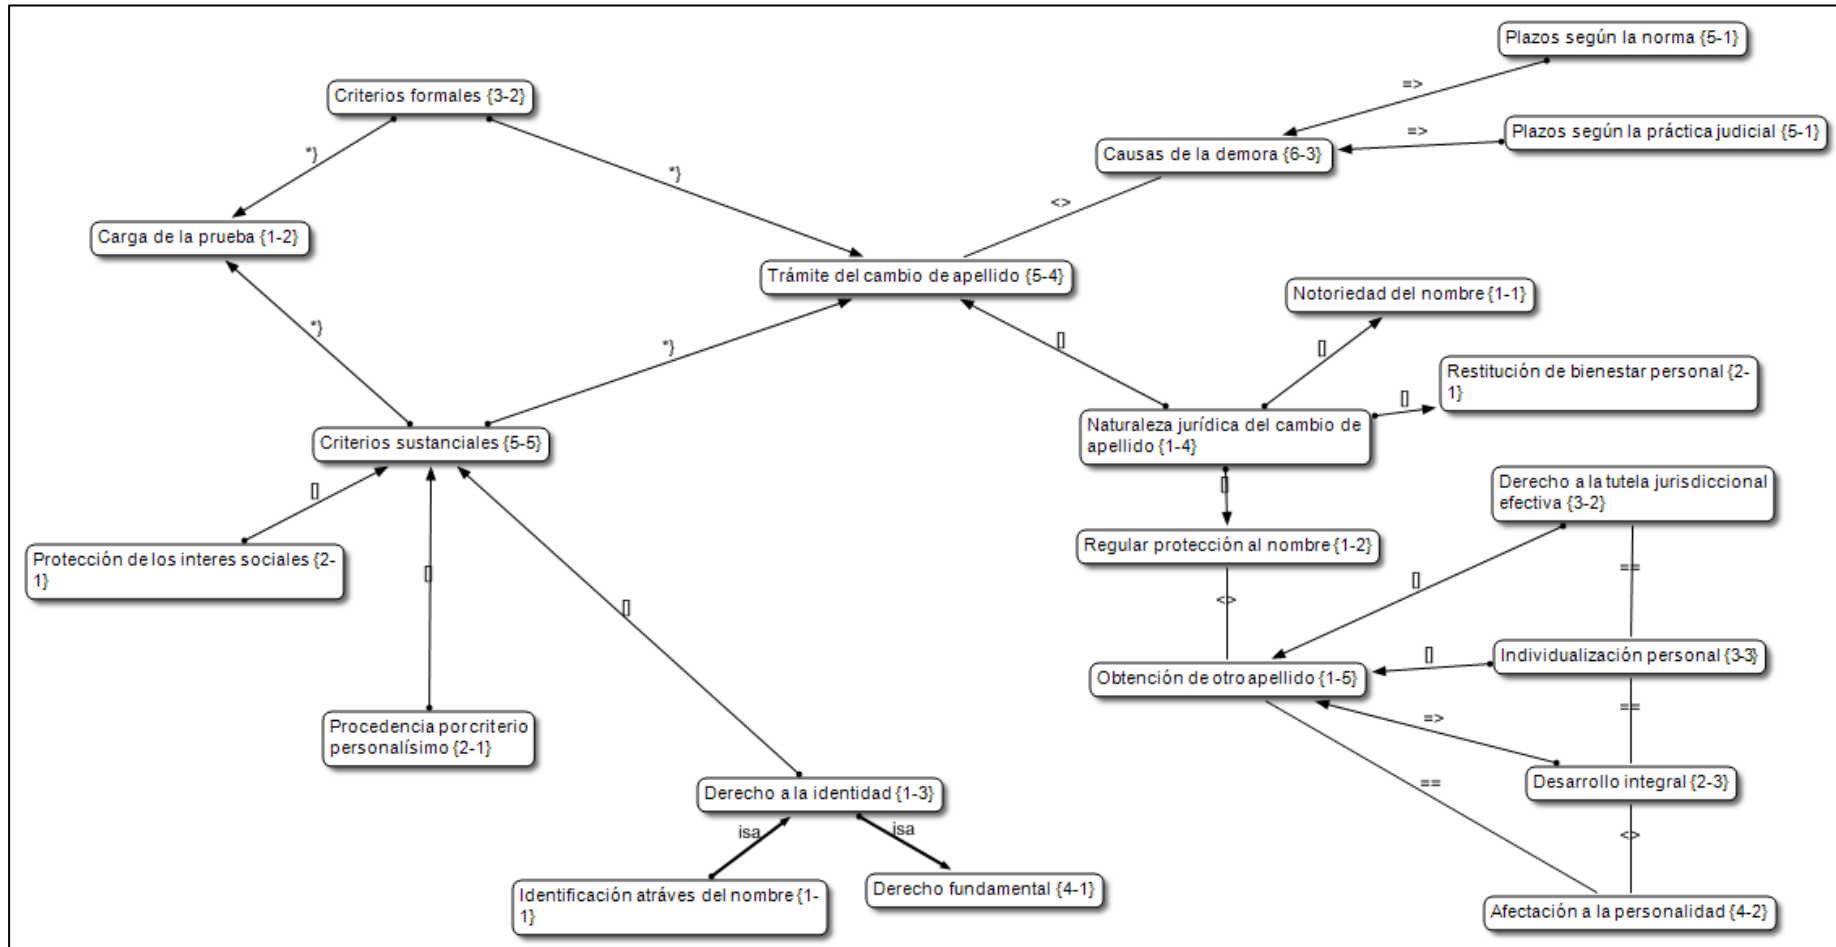 Plazos según la norma {5-1}
Criterios formales {3-2}
=>
Plazos según la práctica judicial {5-1}
=>
Causas de la demora {6-3}
*}
*}
<>
Carga de la prueba {1-2}
Trámite del cambio de apellido {5-4}
Notoriedad del nombre {1-1}
*}
*}
[]
[]
Restitución de bienestar personal {2-
1}
[]
Naturaleza jurídica del cambio de
apellido {1-4}
Criterios sustanciales {5-5}
[]
[]
Derecho a la tutela jurisdiccional
efectiva {3-2}
Protección de los interes sociales {2-
1}
Regular protección al nombre {1-2}
[]
[]
==
[]
<>
[]
Individualización personal {3-3}
Obtención de otro apellido {1-5}
=>
==
Procedencia por criterio
personalísimo {2-1}
==
Desarrollo integral {2-3}
Derecho a la identidad {1-3}
isa
isa
<>
Identificación atráves del nombre {1-
1}
Derecho fundamental {4-1}
Afectación a la personalidad {4-2}